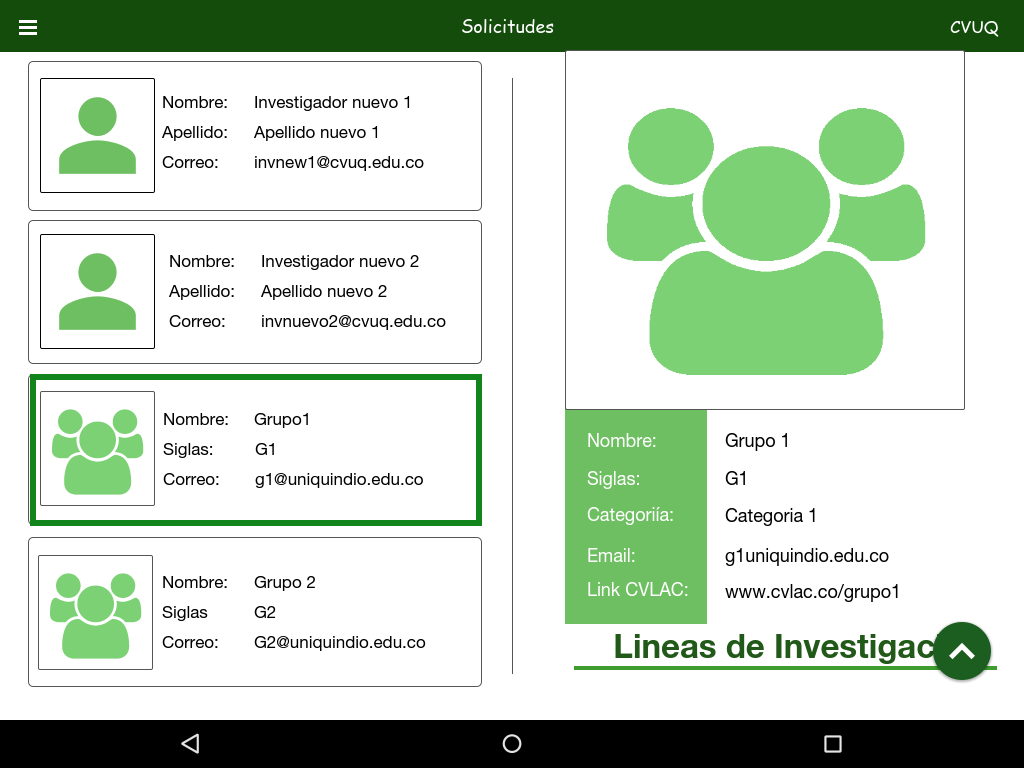 Solicitudes
CVUQ
Nombre: Investigador nuevo 1
Apellido: Apellido nuevo 1
Correo: invnew1@cvuq.edu.co
Nombre: Investigador nuevo 2
Apellido: Apellido nuevo 2
Correo: invnuevo2@cvuq.edu.co
Nombre: Grupo1
Siglas: G1
Correo: g1@uniquindio.edu.co
Nombre: Grupo 2
Siglas G2
Correo: G2@uniquindio.edu.co
Nombre: Grupo 1
Siglas: G1
Categoriía: Categoria 1
Email: g1uniquindio.edu.co
Link CVLAC: www.cvlac.co/grupo1
Lineas de Investigac